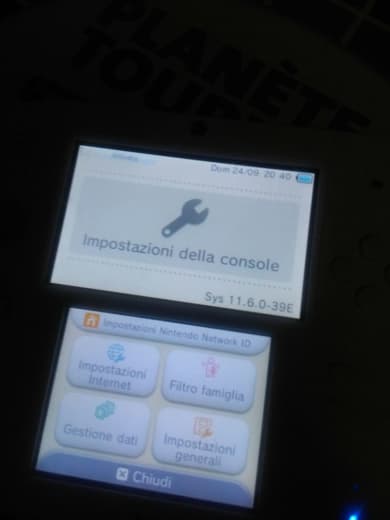 PLANÈTE
Dom 24/09 20 40
Impostazioni della console
Sys 11.6.0-39E
Impostazioni Nintendo Network ID
Impostazioni
Internet
Filtro famiglia
Gestione dati
Impostazioni
generali
Chiudi